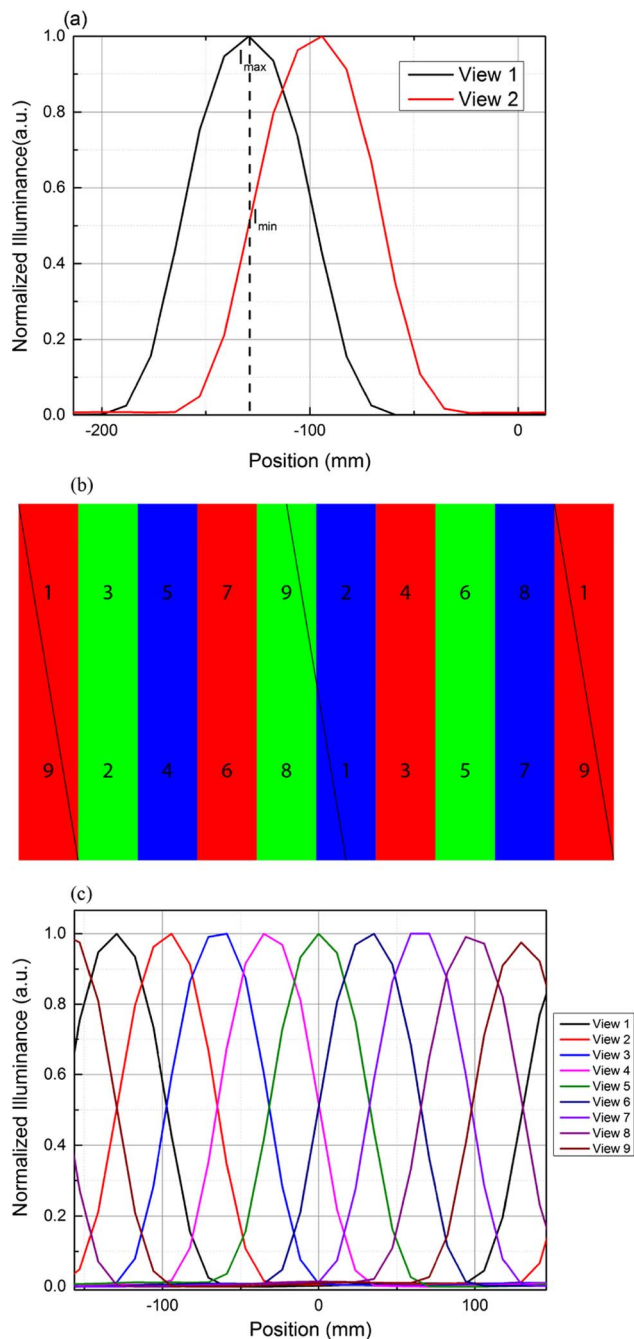 (a)
1.0
0.8
0.6
0.4
0.2
0.0
Normalized Illuminance(a.u.)
Imax
Imin
View 1
View 2
-200
-100
0
Position (mm)
(b)
1 3 5 7 9 2 4 6 8 1
9 2 4 6 8 1 3 5 7 9
(c)
1.0
0.8
0.6
0.4
0.2
0.0
Normalized Illuminance (a.u.)
View 1
View 2
View 3
View 4
View 5
View 6
View 7
View 8
View 9
-100
0
100
Position (mm)